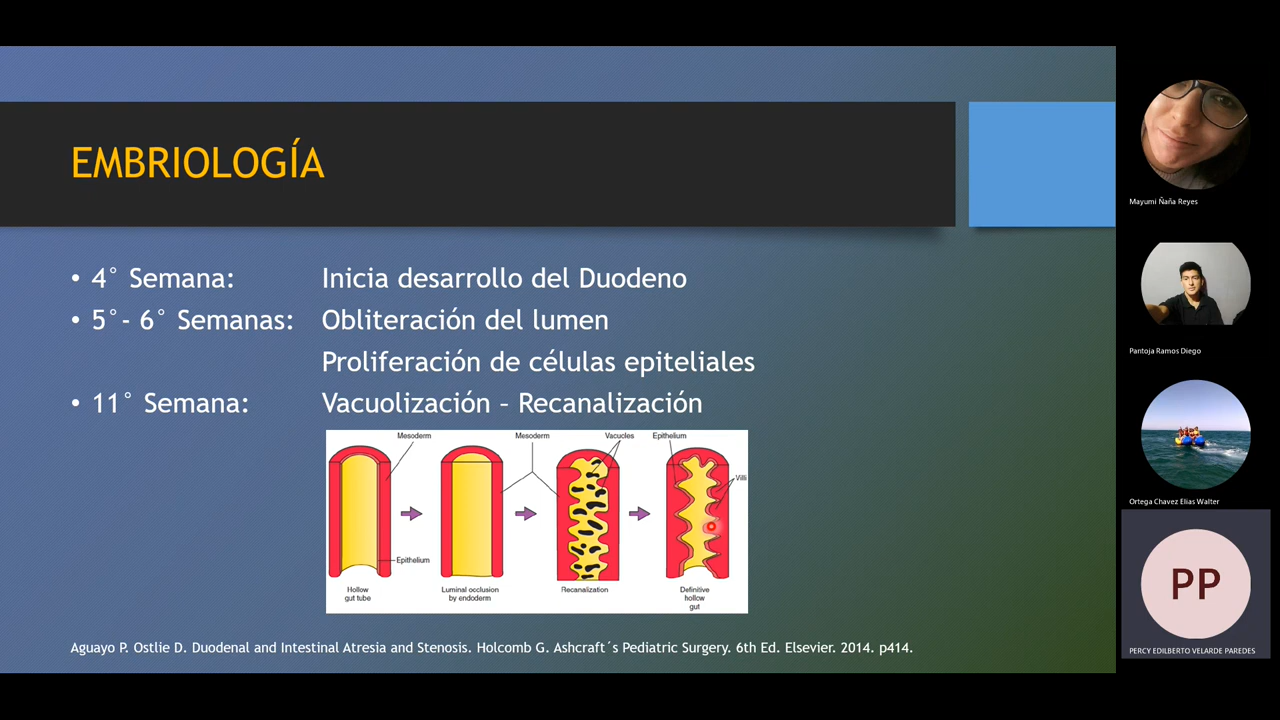 EMBRIOLOGÍA
• 4° Semana: Inicia desarrollo del Duodeno
• 5°- 6° Semanas: Obliteración del lumen
Proliferación de células epiteliales
• 11° Semana: Vacuolización – Recanalización
Mesoderm Mesoderm Vacucles Epithelium
Villi
Epithelium
Hollow
gut tube
Luminal occlusion
by endoderm
Recanalization
Definitive
hollow
gut
Aguayo P. Ostlie D. Duodenal and Intestinal Atresia and Stenosis. Holcomb G. Ashcraft´s Pediatric Surgery. 6th Ed. Elsevier. 2014. p414.
Mayumi Ñaña Reyes
Pantoja Ramos Diego
Ortega Chavez Elias Walter
PP
PERCY EDILBERTO VELARDE PAREDES